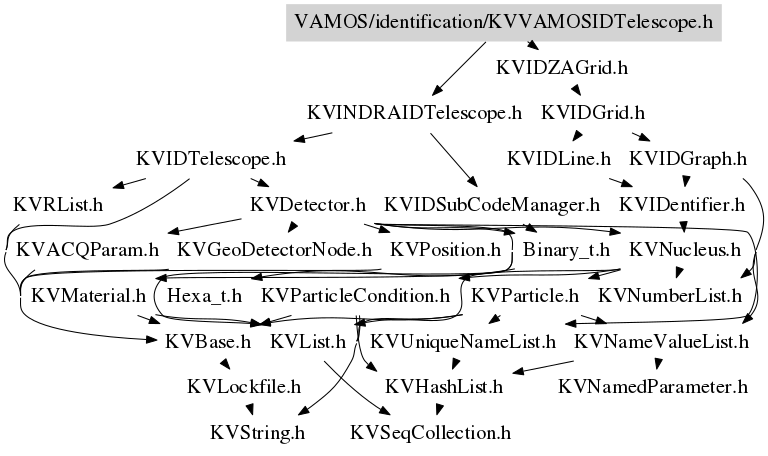 VAMOS/identification/KVVAMOSIDTelescope.h
KVIDZAGrid.h
KVINDRAIDTelescope.h KVIDGrid.h
KVIDTelescope.h KVIDLine.h KVIDGraph.h
KVRList.h KVDetector.h KVIDSubCodeManager.h KVIDentifier.h
KVACQParam.h KVGeoDetectorNode.h KVPosition.h Binary_t.h KVNucleus.h
KVMaterial.h Hexa_t.h KVParticleCondition.h KVParticle.h KVNumberList.h
KVBase.h KVList.h KVUniqueNameList.h KVNameValueList.h
KVLockfile.h KVHashList.h KVNamedParameter.h
KVString.h KVSeqCollection.h